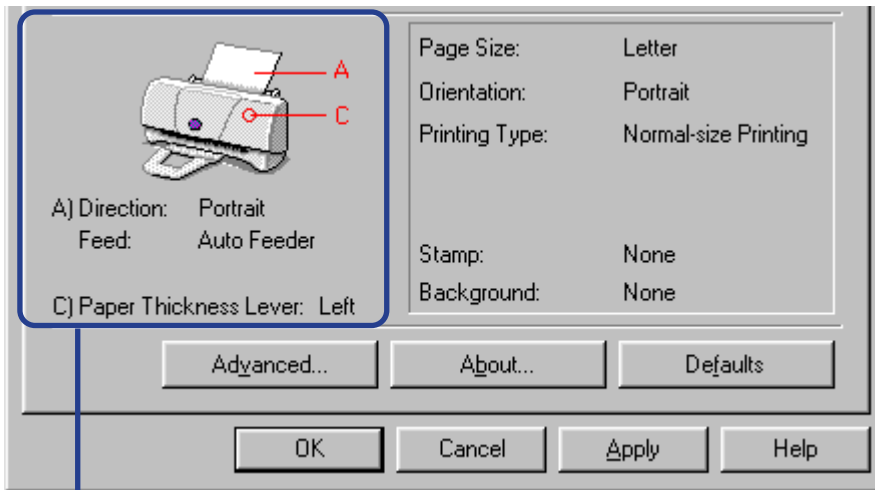 A
C
A) Direction: Portrait
Feed: Auto Feeder
C) Paper Thickness Lever: Left
Page Size: Letter
Orientation: Portrait
Printing Type: Normal-size Printing
Stamp: None
Background: None
Advanced... About... Defaults
OK Cancel Apply Help